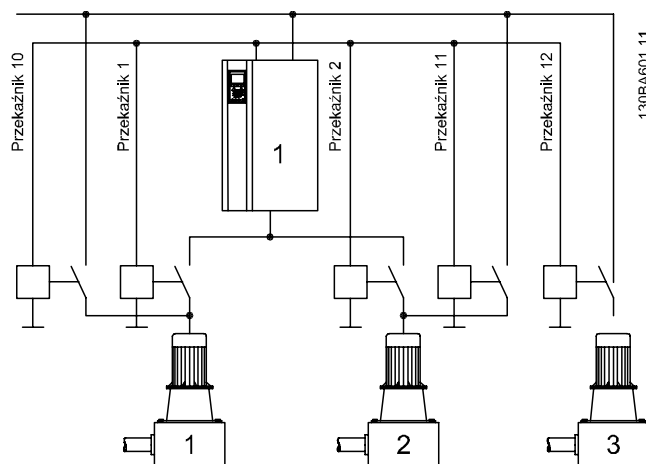 Przekaźnik 10
Przekaźnik 1
1
Przekaźnik 2
Przekaźnik 11
Przekaźnik 12
130BA601.11
1
2
3